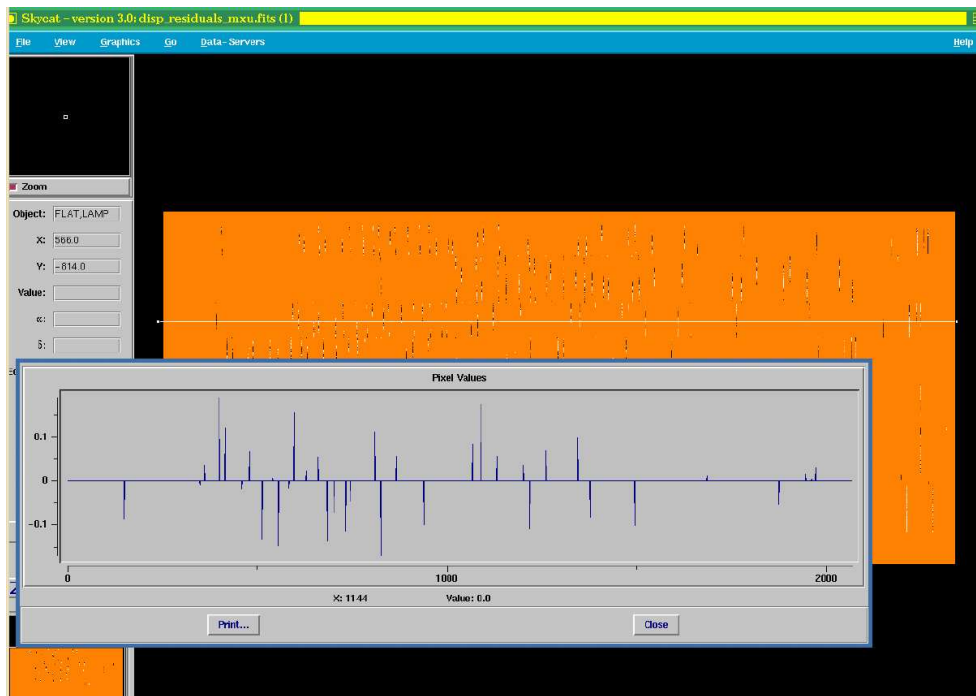 Skycat - version 3.0: disp_residuals_mxu.fits (1)
File View Graphics Go Data-Servers Help
Zoom
Object: FLAT,LAMP
X: 566.0
Y: -814.0
Value:
α:
δ:
Pixel Values
0.1
0
-0.1
0 1000 2000
X: 1144 Value: 0.0
Print... Close